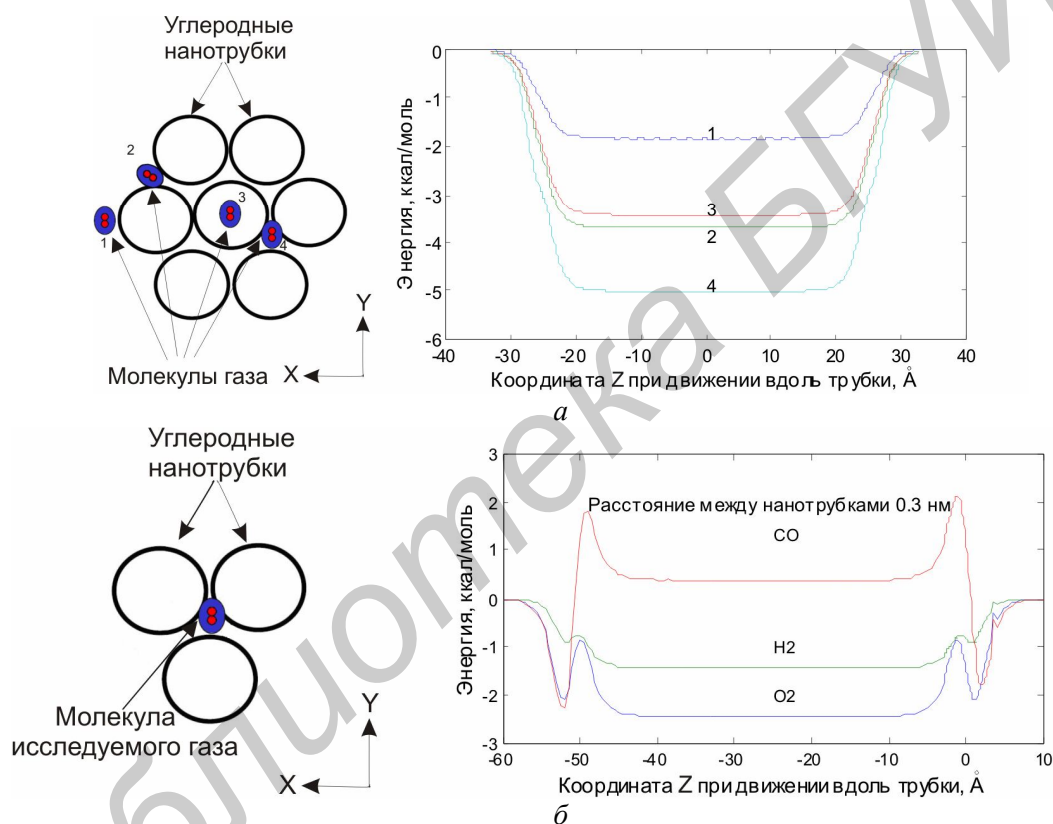 Углеродные
нанотрубки
2
1
3
4
Y
X
Молекулы газа
0
-1
-2
-3
-4
-5
-6
Энергия, ккал/моль
1
3
2
4
-40 -30 -20 -10 0 10 20 30 40
Координата Z при движении вдоль трубки, Å
а
Углеродные
нанотрубки
Молекула
исследуемого газа
Y
X
3
2
1
0
-1
-2
-3
Энергия, ккал/моль
Расстояние между нанотрубками 0.3 нм
CO
H2
O2
-60 -50 -40 -30 -20 -10 0 10
Координата Z при движении вдоль трубки, Å
б
блиотека БГУИ